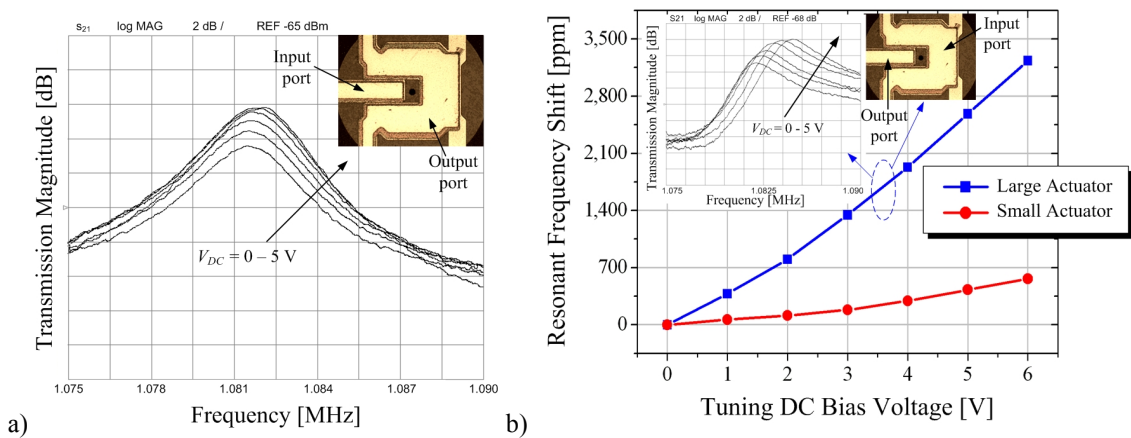 s21 log MAG 2 dB / REF -65 dBm
Input
port
Output
port
VDC = 0 – 5 V
Transmission Magnitude [dB]
1.075 1.078 1.081 1.084 1.087 1.090
Frequency [MHz]
a)
S21 log MAG 2 dB / REF -68 dB
Input
port
Output
port
VDC = 0 - 5 V
Transmission Magnitude [dB]
1.075 1.0825 1.090
Frequency [MHz]
Resonant Frequency Shift [ppm]
3,500
2,800
2,100
1,400
700
0
Large Actuator
Small Actuator
0 1 2 3 4 5 6
Tuning DC Bias Voltage [V]
b)